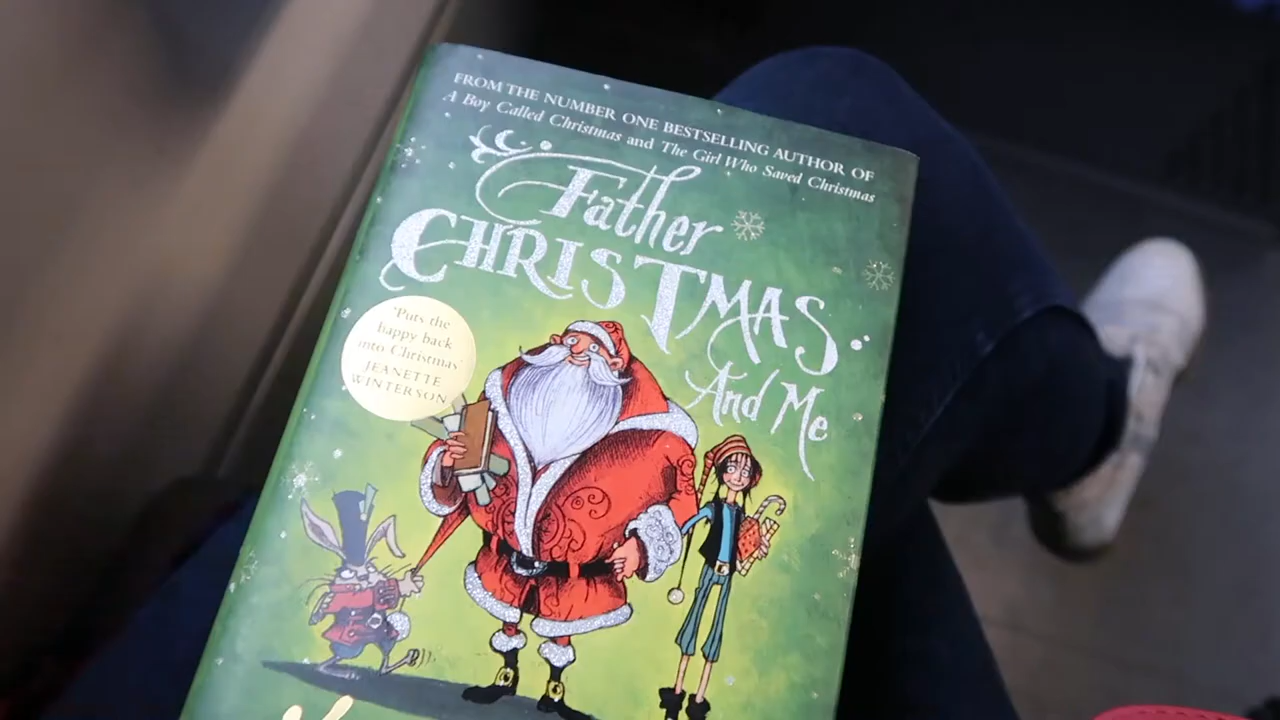 FROM THE NUMBER ONE BESTSELLING AUTHOR OF
A Boy Called Christmas and The Girl Who Saved Christmas
Father
CHRISTMAS
And Me
'Puts the
happy back
into Christmas'
JEANETTE
WINTERSON